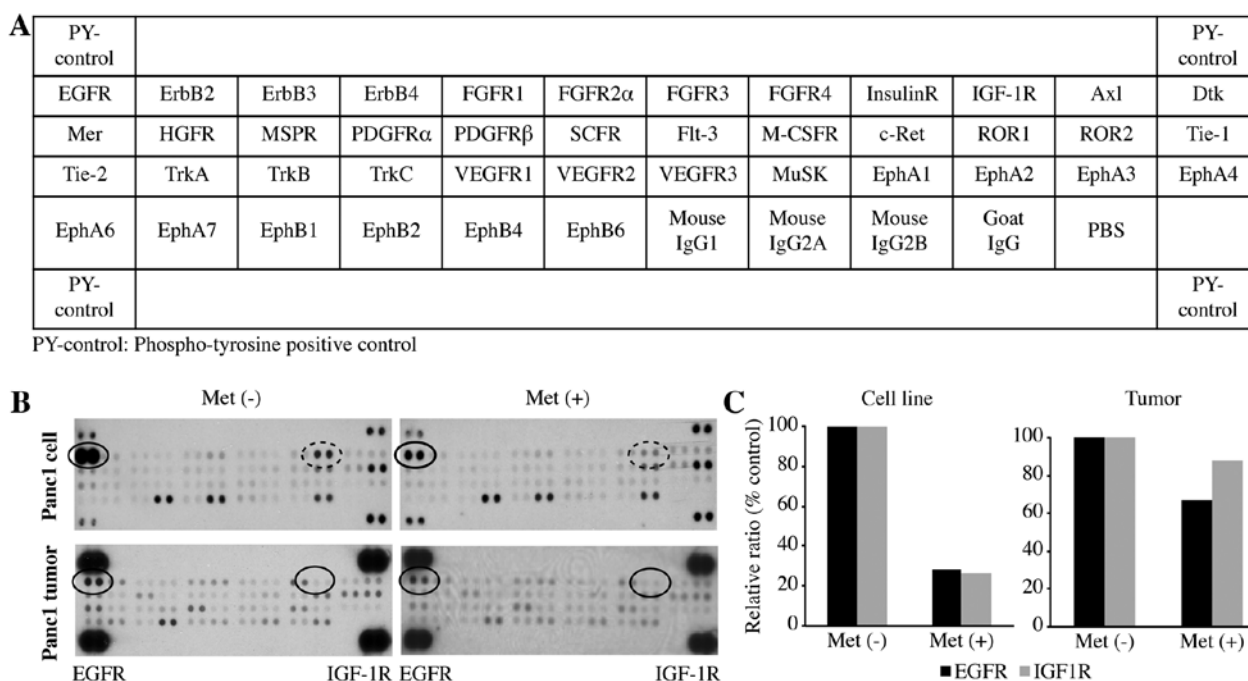 A
PY-control PY-control
EGFR ErbB2 ErbB3 ErbB4 FGFR1 FGFR2α FGFR3 FGFR4 InsulinR IGF-1R Axl Dtk
Mer HGFR MSPR PDGFRα PDGFRβ SCFR Flt-3 M-CSFR c-Ret ROR1 ROR2 Tie-1
Tie-2 TrkA TrkB TrkC VEGFR1 VEGFR2 VEGFR3 MuSK EphA1 EphA2 EphA3 EphA4
EphA6 EphA7 EphB1 EphB2 EphB4 EphB6 Mouse IgG1 Mouse IgG2A Mouse IgG2B Goat IgG PBS
PY-control PY-control
PY-control: Phospho-tyrosine positive control
B
Met (-) Met (+)
Panc1 cell
Panc1 tumor
EGFR IGF-1R EGFR IGF-1R
C
Cell line Tumor
Relative ratio (% control)
100
80
60
40
20
0
100
80
60
40
20
0
Met (-) Met (+) Met (-) Met (+)
EGFR IGF1R